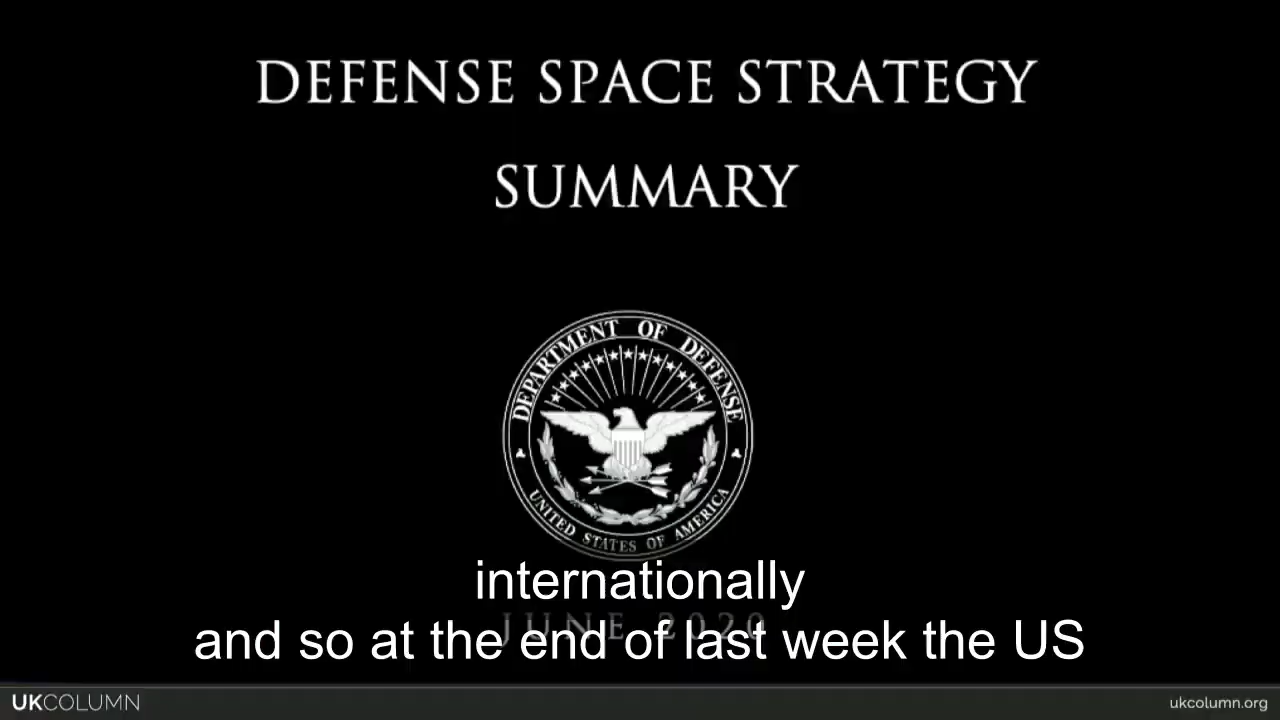 DEFENSE SPACE STRATEGY
SUMMARY
DEPARTMENT OF DEFENSE
UNITED STATES OF AMERICA
internationally
JUNE 2020
and so at the end of last week the US
UKCOLUMN
ukcolumn.org